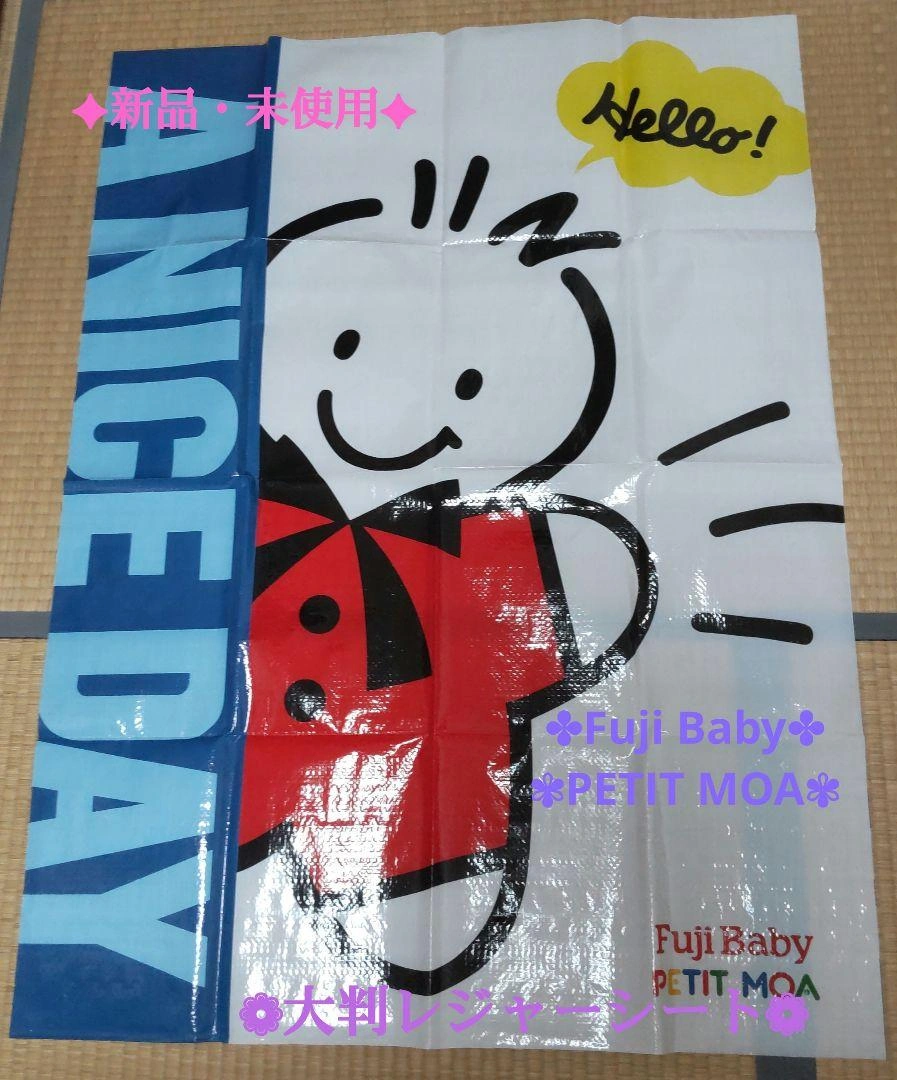 ✦新品・未使用✦
Hello!
A NICE DAY
✤Fuji Baby✤
✾PETIT MOA✾
Fuji Baby
PETIT MOA
❁大判レジャーシート❁